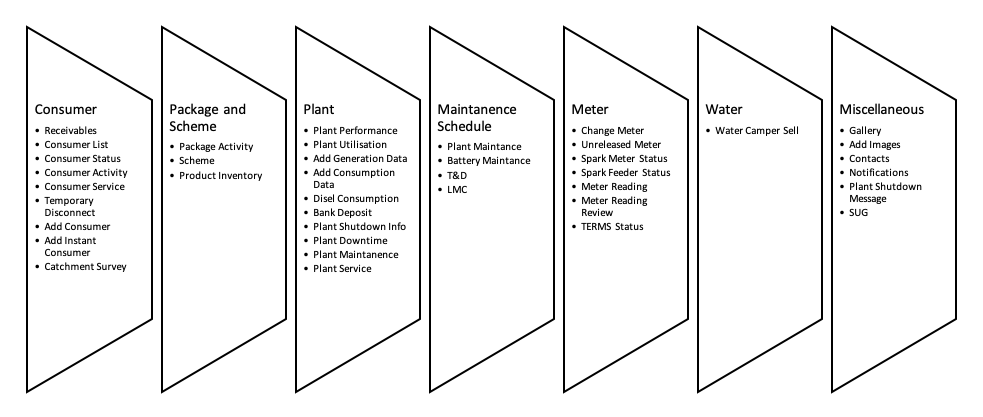 Consumer
• Receivables
• Consumer List
• Consumer Status
• Consumer Activity
• Consumer Service
• Temporary
Disconnect
• Add Consumer
• Add Instant
Consumer
• Catchment Survey
Package and
Scheme
• Package Activity
• Scheme
• Product Inventory
Plant
• Plant Performance
• Plant Utilisation
• Add Generation Data
• Add Consumption
Data
• Disel Consumption
• Bank Deposit
• Plant Shutdown Info
• Plant Downtime
• Plant Maintanence
• Plant Service
Maintanence
Schedule
• Plant Maintance
• Battery Maintance
• T&D
• LMC
Meter
• Change Meter
• Unreleased Meter
• Spark Meter Status
• Spark Feeder Status
• Meter Reading
• Meter Reading
Review
• TERMS Status
Water
• Water Camper Sell
Miscellaneous
• Gallery
• Add Images
• Contacts
• Notifications
• Plant Shutdown
Message
• SUG